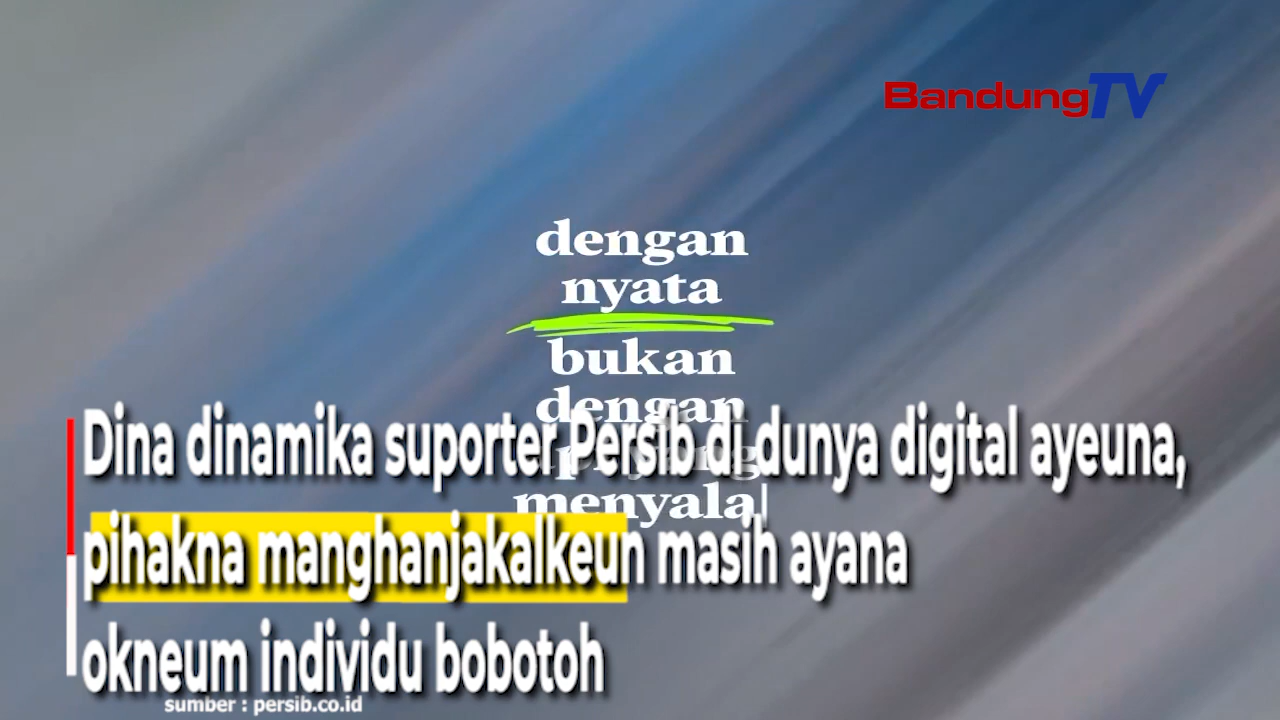 BandungTV
dengan
nyata
bukan
dengan
menyala
Dina dinamika suporter Persib di dunya digital ayeuna,
pihakna manghanjakalkeun masih ayana
okneum individu bobotoh
sumber : persib.co.id